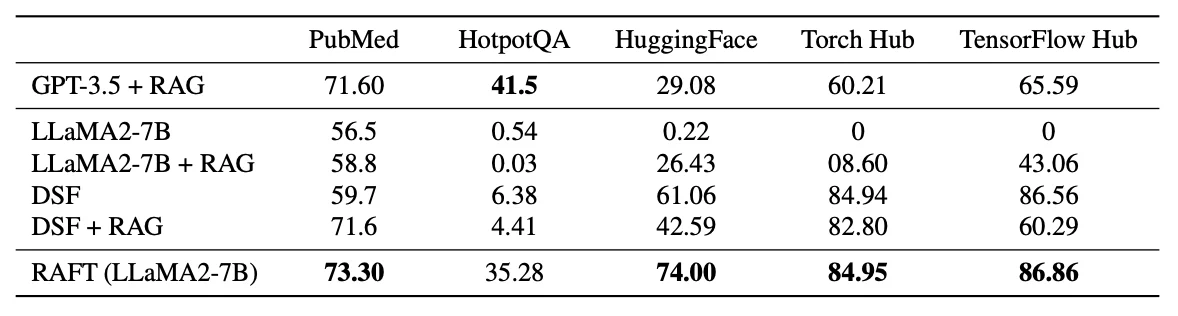 PubMed HotpotQA HuggingFace Torch Hub TensorFlow Hub
GPT-3.5 + RAG 71.60 41.5 29.08 60.21 65.59
LLaMA2-7B 56.5 0.54 0.22 0 0
LLaMA2-7B + RAG 58.8 0.03 26.43 08.60 43.06
DSF 59.7 6.38 61.06 84.94 86.56
DSF + RAG 71.6 4.41 42.59 82.80 60.29
RAFT (LLaMA2-7B) 73.30 35.28 74.00 84.95 86.86